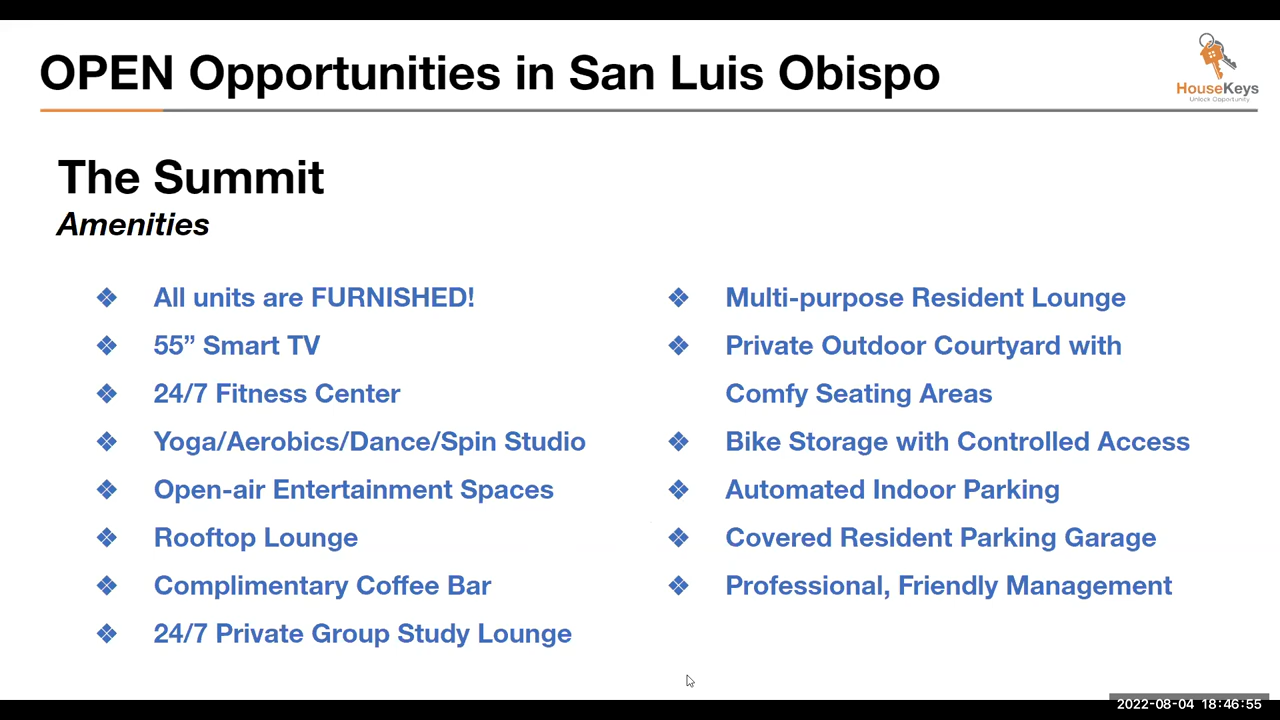 OPEN Opportunities in San Luis Obispo
HouseKeys
Unlock Opportunity
The Summit
Amenities
❖ All units are FURNISHED!
❖ 55” Smart TV
❖ 24/7 Fitness Center
❖ Yoga/Aerobics/Dance/Spin Studio
❖ Open-air Entertainment Spaces
❖ Rooftop Lounge
❖ Complimentary Coffee Bar
❖ 24/7 Private Group Study Lounge
❖ Multi-purpose Resident Lounge
❖ Private Outdoor Courtyard with
Comfy Seating Areas
❖ Bike Storage with Controlled Access
❖ Automated Indoor Parking
❖ Covered Resident Parking Garage
❖ Professional, Friendly Management
2022-08-04 18:46:55